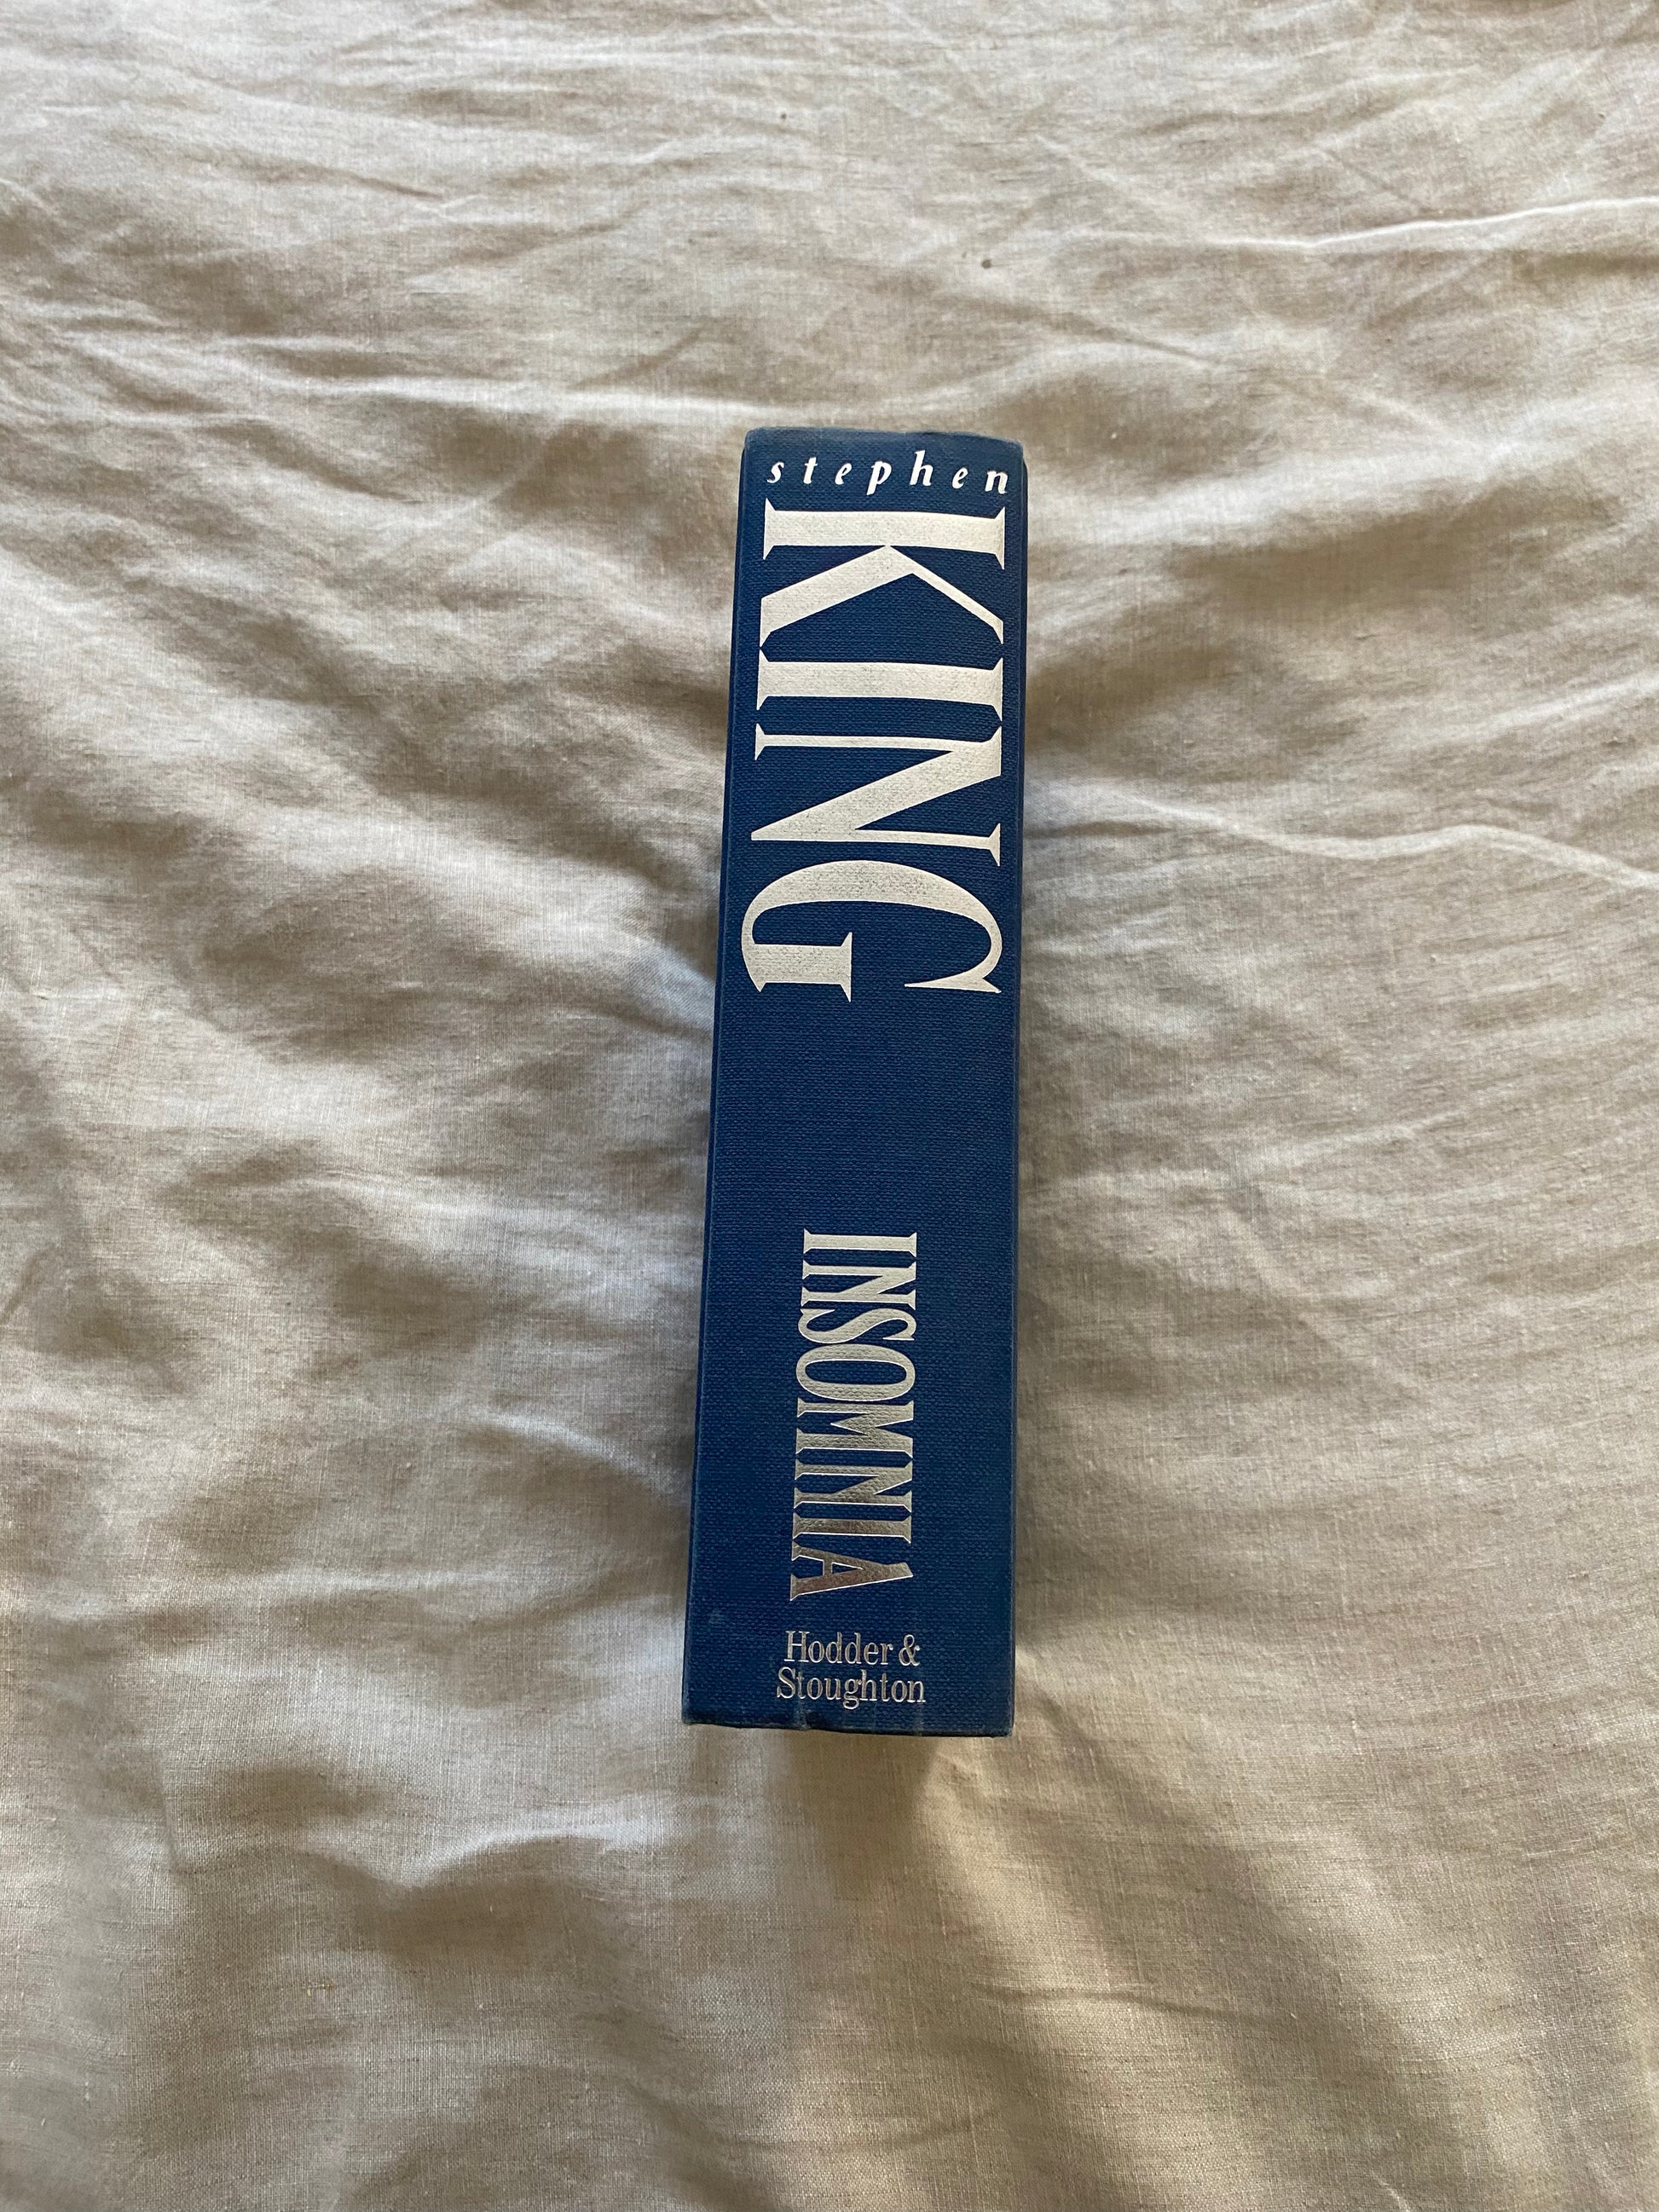 stephen
KING
INSOMNIA
Hodder &
Stoughton